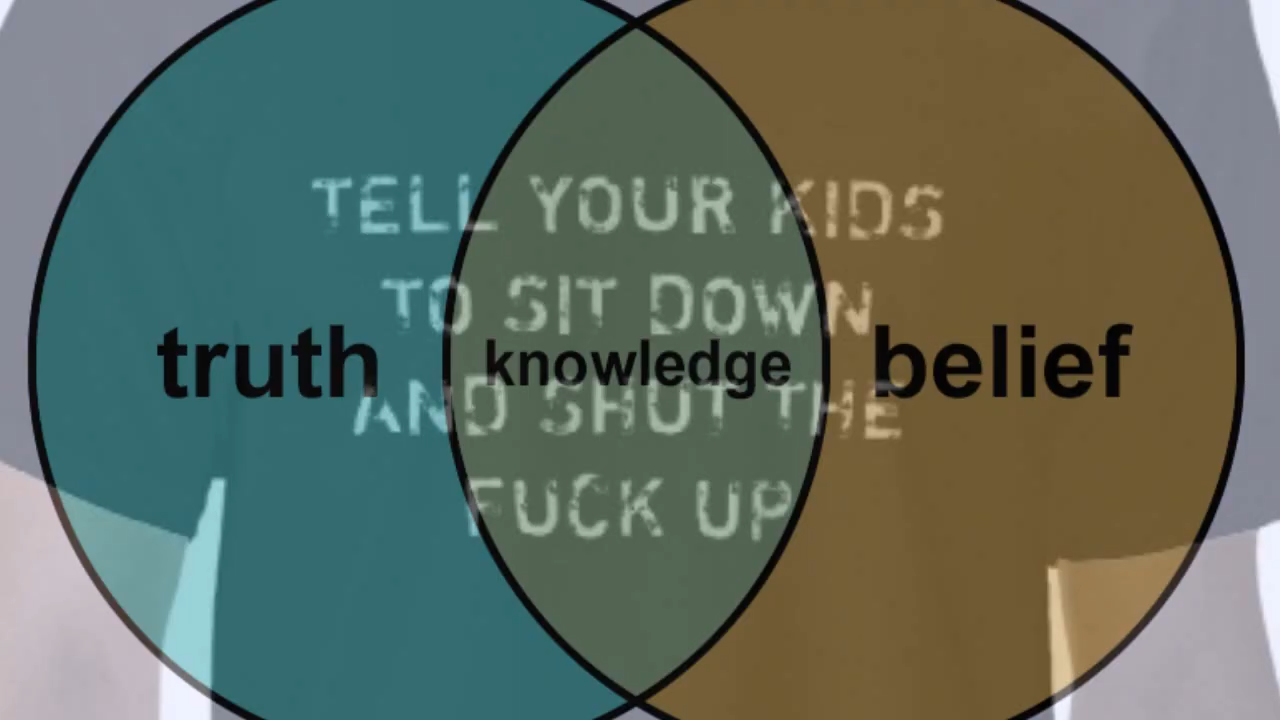 TELL YOUR KIDS
TO SIT DOWN
truth knowledge belief
AND SHUT THE
FUCK UP